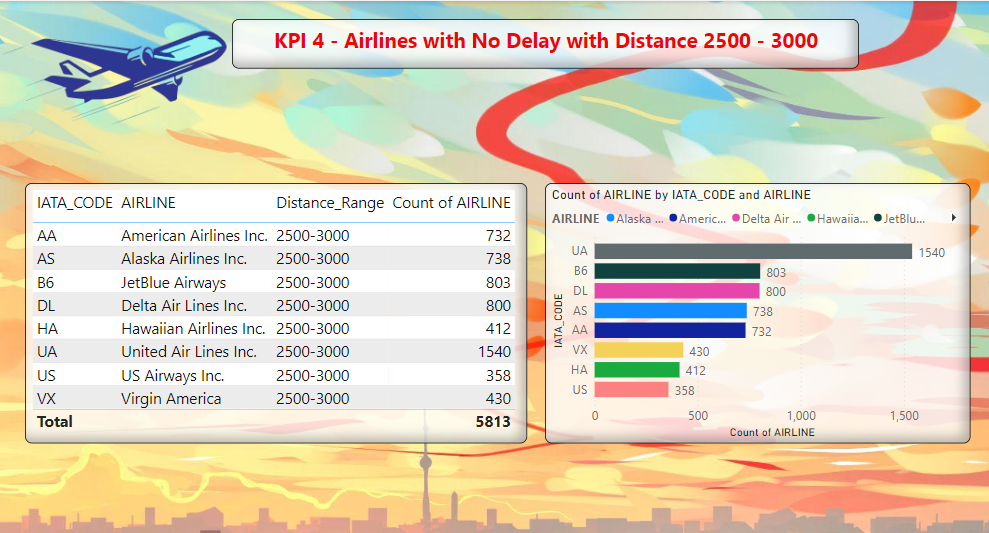 KPI 4 - Airlines with No Delay with Distance 2500 - 3000
IATA_CODE AIRLINE Distance_Range Count of AIRLINE
AA American Airlines Inc. 2500-3000 732
AS Alaska Airlines Inc. 2500-3000 738
B6 JetBlue Airways 2500-3000 803
DL Delta Air Lines Inc. 2500-3000 800
HA Hawaiian Airlines Inc. 2500-3000 412
UA United Air Lines Inc. 2500-3000 1540
US US Airways Inc. 2500-3000 358
VX Virgin America 2500-3000 430
Total 5813
Count of AIRLINE by IATA_CODE and AIRLINE
AIRLINE Alaska ... Americ... Delta Air ... Hawaiia... JetBlu...
IATA_CODE
UA 1540
B6 803
DL 800
AS 738
AA 732
VX 430
HA 412
US 358
0 500 1,000 1,500
Count of AIRLINE